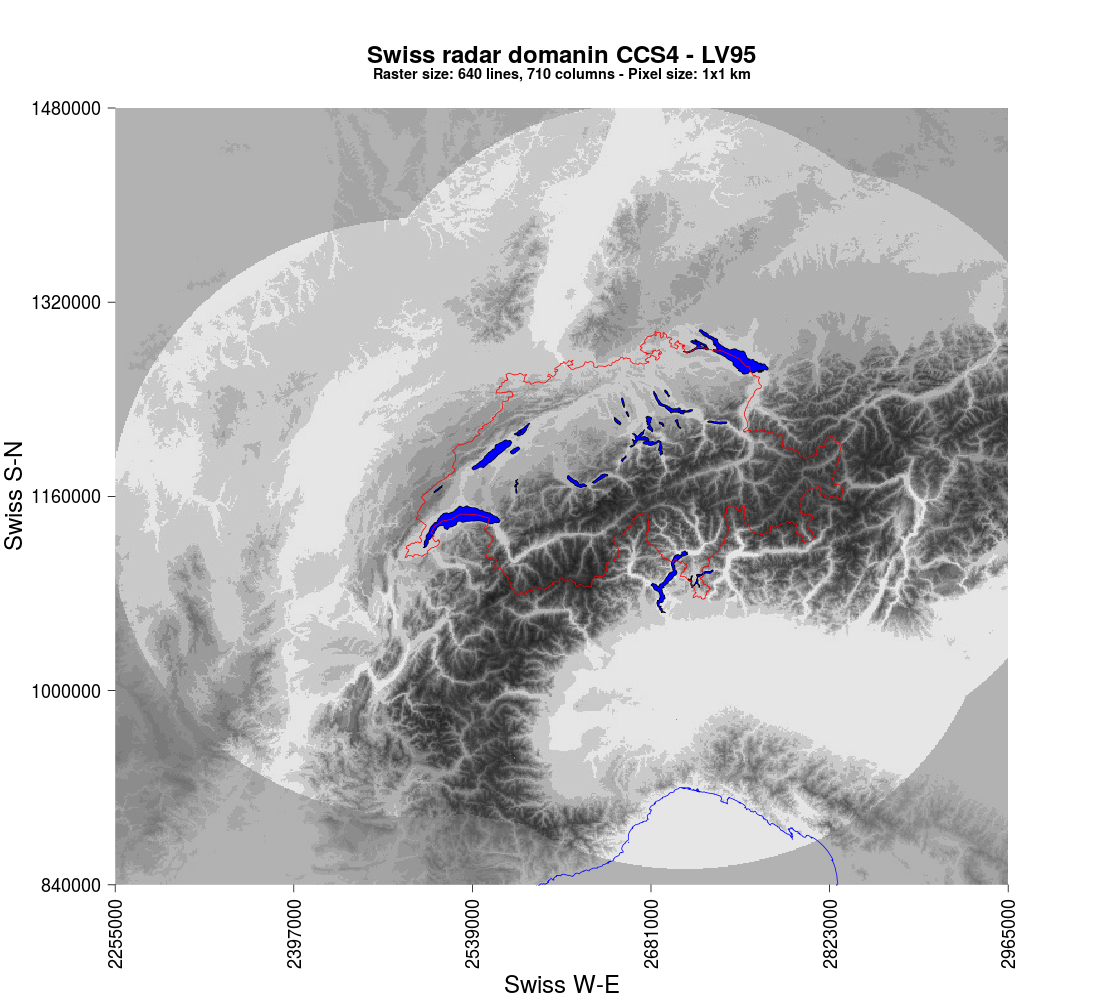 Swiss radar domanin CCS4 - LV95
Raster size: 640 lines, 710 columns - Pixel size: 1x1 km
1480000
1320000
1160000
1000000
840000
Swiss S-N
2255000
2397000
2539000
2681000
2823000
2965000
Swiss W-E